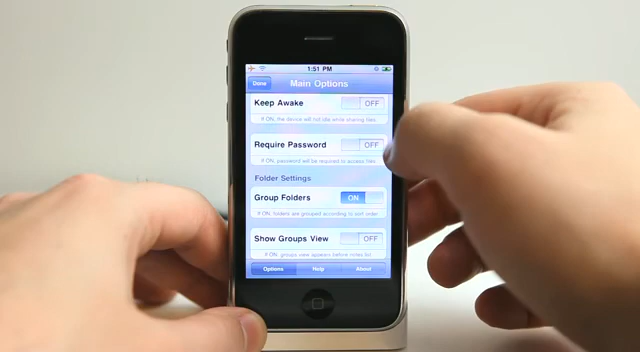 1:51 PM
Done
Main Options
Keep Awake OFF
If ON, the device will not idle while sharing files.
Require Password OFF
If ON, password will be required to access files.
Folder Settings
Group Folders ON
If ON, folders are grouped according to sort order.
Show Groups View OFF
If ON, groups view appears before notes list.
Options Help About